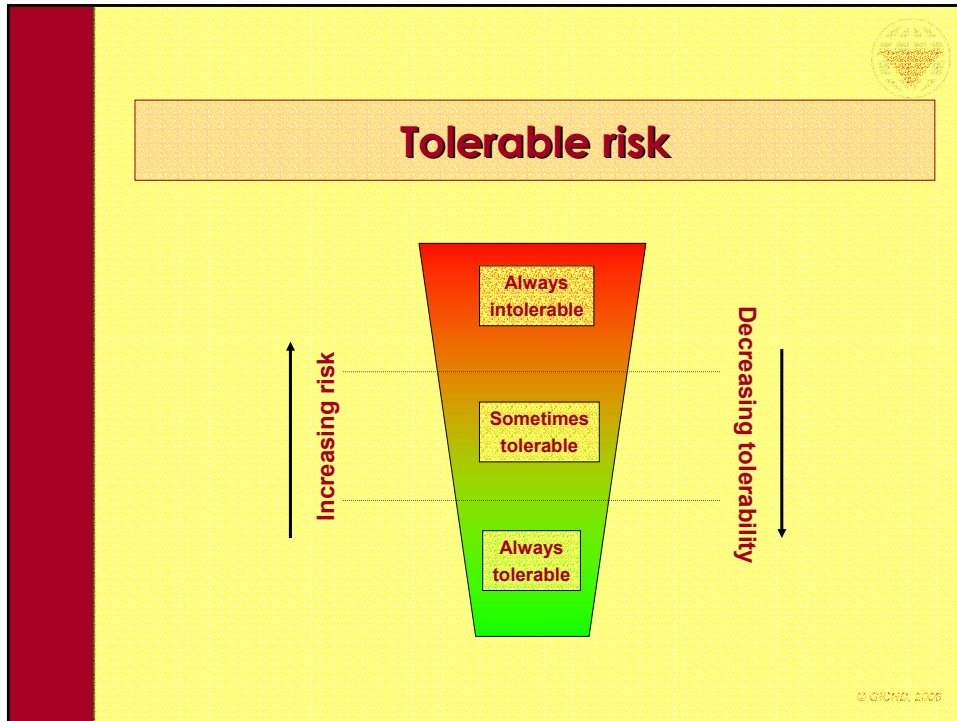 Tolerable risk
Always
intolerable
Increasing risk
Decreasing tolerability
Sometimes
tolerable
Always
tolerable